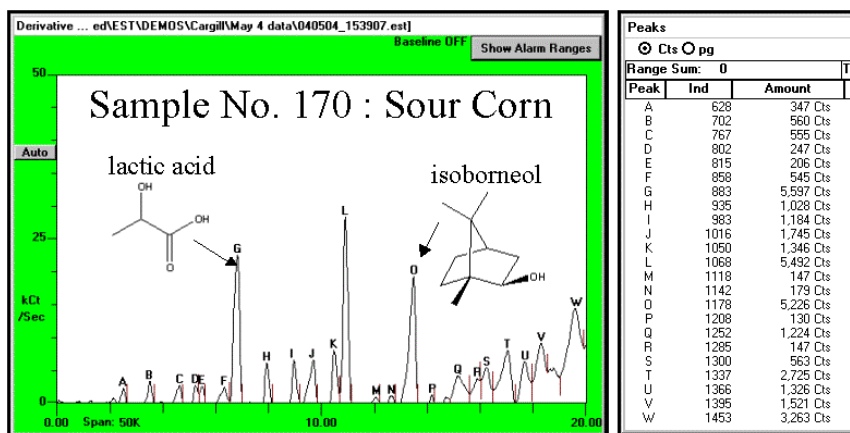 Derivative ... ed\EST\DEMOS\Cargill\May 4 data\040504_153907.est]
Baseline OFF
Show Alarm Ranges
50
Sample No. 170 : Sour Corn
Auto
lactic acid
isoborneol
OH
OH
O
OH
25
kCt
/Sec
0
A B C D E F G H I J K L M N O P Q R S T U V W
0.00 Span: 50K 10.00 20.00
Peaks
Cts pg
Range Sum: 0 T
Peak Ind Amount
A 628 347 Cts
B 702 560 Cts
C 767 555 Cts
D 802 247 Cts
E 815 206 Cts
F 858 545 Cts
G 883 5,597 Cts
H 935 1,028 Cts
I 983 1,184 Cts
J 1016 1,745 Cts
K 1050 1,346 Cts
L 1068 5,492 Cts
M 1118 147 Cts
N 1142 179 Cts
O 1178 5,226 Cts
P 1208 130 Cts
Q 1252 1,224 Cts
R 1285 147 Cts
S 1300 563 Cts
T 1337 2,725 Cts
U 1366 1,326 Cts
V 1395 1,521 Cts
W 1453 3,263 Cts